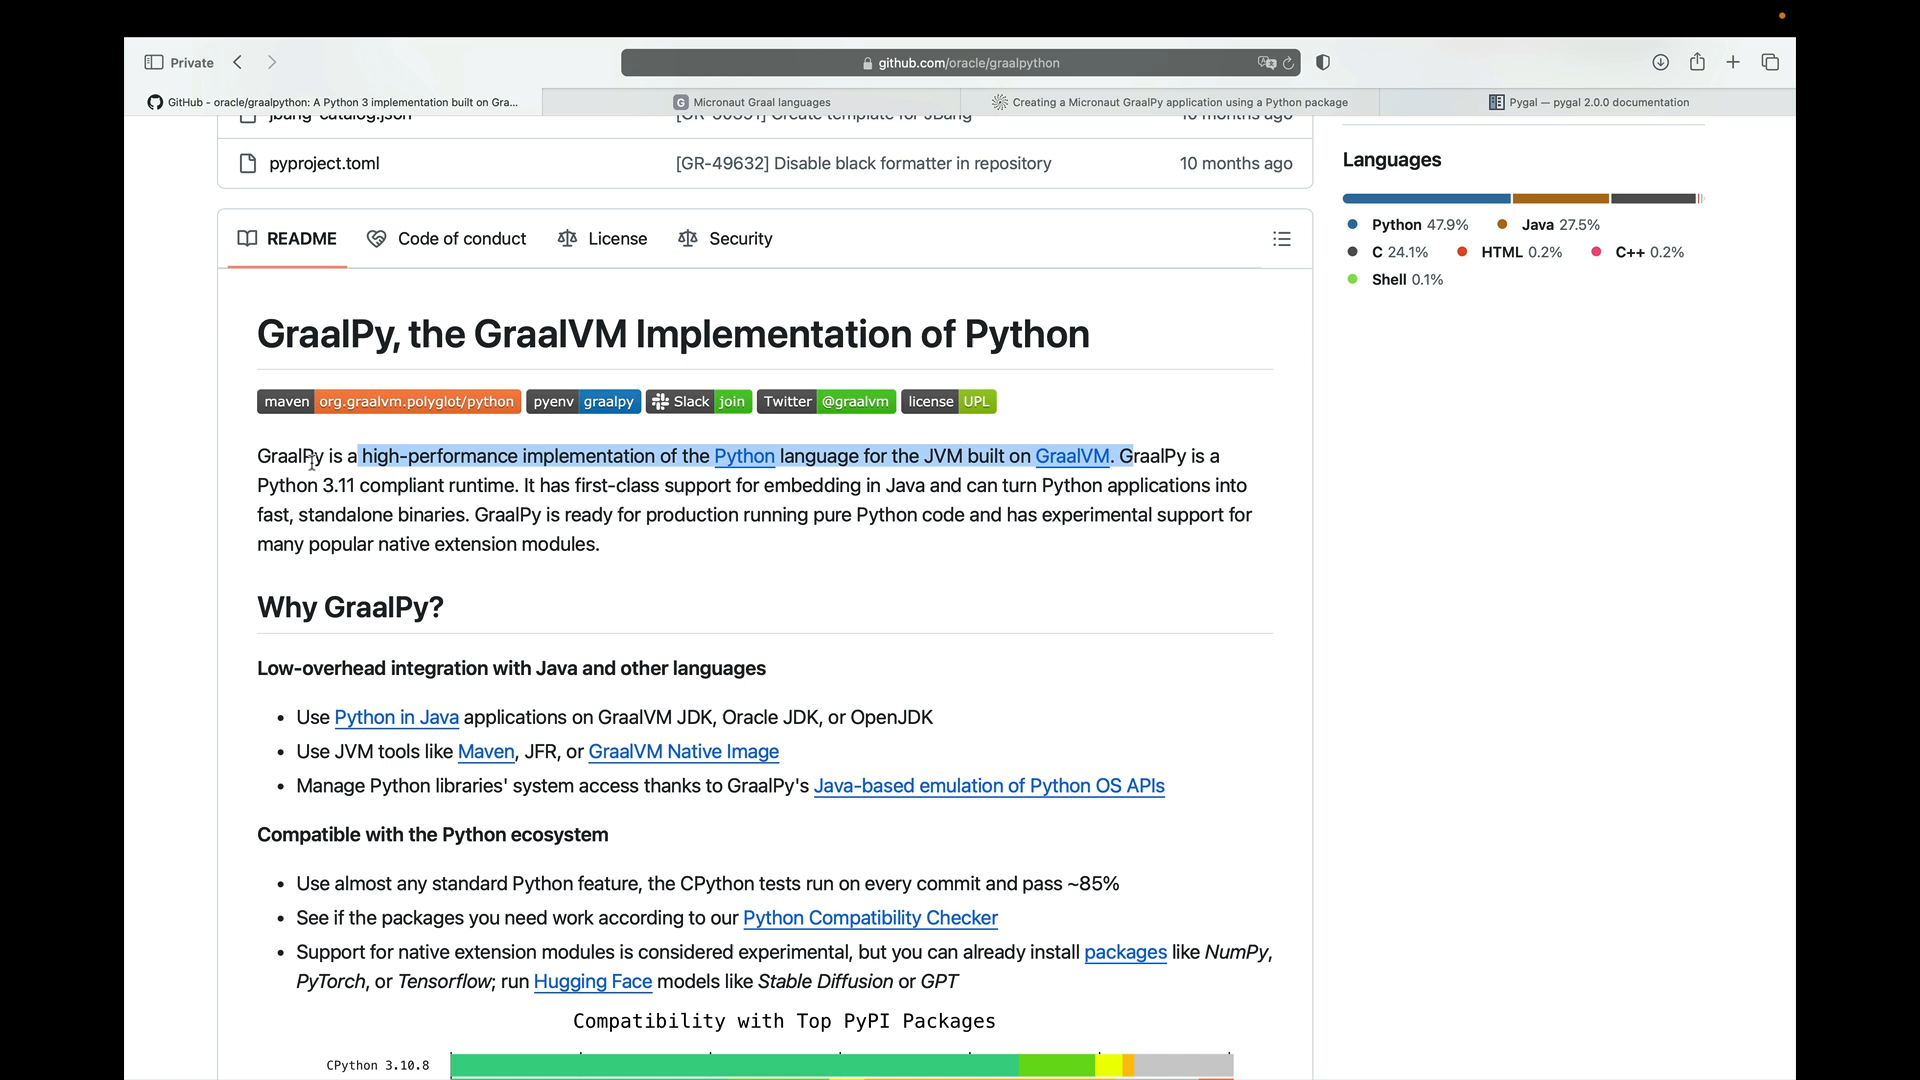 Private
github.com/oracle/graalpython
GitHub - oracle/graalpython: A Python 3 implementation built on Gra...
G Micronaut Graal languages
Creating a Micronaut GraalPy application using a Python package
Pygal — pygal 2.0.0 documentation
jbang-catalog.json [GR-50351] Create template for JBang 10 months ago
pyproject.toml [GR-49632] Disable black formatter in repository 10 months ago
README Code of conduct License Security
GraalPy, the GraalVM Implementation of Python
maven org.graalvm.polyglot/python pyenv graalpy Slack join Twitter @graalvm license UPL
GraalPy is a high-performance implementation of the Python language for the JVM built on GraalVM. GraalPy is a
Python 3.11 compliant runtime. It has first-class support for embedding in Java and can turn Python applications into
fast, standalone binaries. GraalPy is ready for production running pure Python code and has experimental support for
many popular native extension modules.
Why GraalPy?
Low-overhead integration with Java and other languages
• Use Python in Java applications on GraalVM JDK, Oracle JDK, or OpenJDK
• Use JVM tools like Maven, JFR, or GraalVM Native Image
• Manage Python libraries' system access thanks to GraalPy's Java-based emulation of Python OS APIs
Compatible with the Python ecosystem
• Use almost any standard Python feature, the CPython tests run on every commit and pass ~85%
• See if the packages you need work according to our Python Compatibility Checker
• Support for native extension modules is considered experimental, but you can already install packages like NumPy,
PyTorch, or Tensorflow; run Hugging Face models like Stable Diffusion or GPT
Compatibility with Top PyPI Packages
CPython 3.10.8
Languages
Python 47.9% Java 27.5%
C 24.1% HTML 0.2% C++ 0.2%
Shell 0.1%